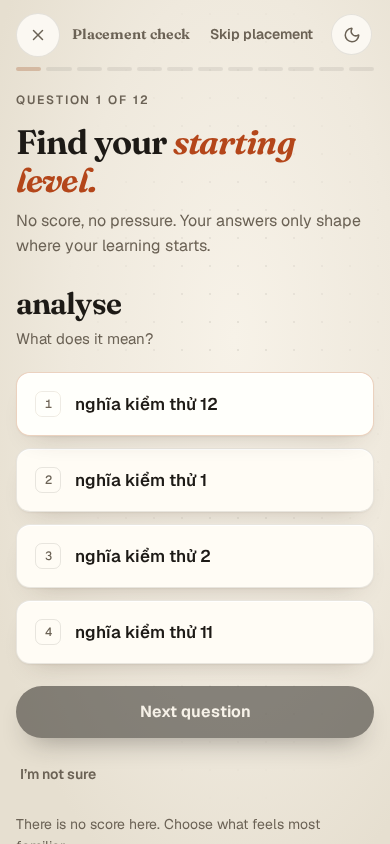 Placement check
Skip placement
QUESTION 1 OF 12
Find your starting
level.
No score, no pressure. Your answers only shape
where your learning starts.
analyse
What does it mean?
1 nghĩa kiểm thử 12
2 nghĩa kiểm thử 1
3 nghĩa kiểm thử 2
4 nghĩa kiểm thử 11
Next question
I'm not sure
There is no score here. Choose what feels most